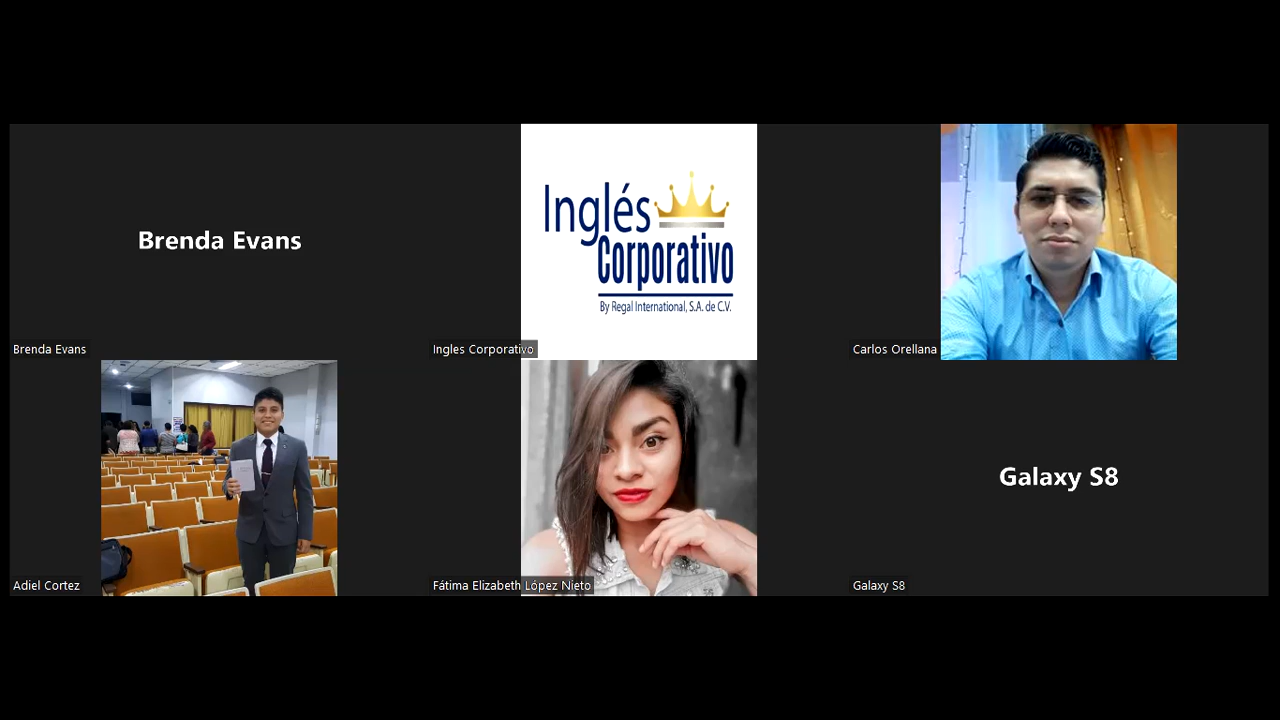 Brenda Evans
Brenda Evans
Inglés
Corporativo
By Regal International, S.A. de C.V.
Ingles Corporativo
Carlos Orellana
Adiel Cortez
Fátima Elizabeth López Nieto
Galaxy S8
Galaxy S8